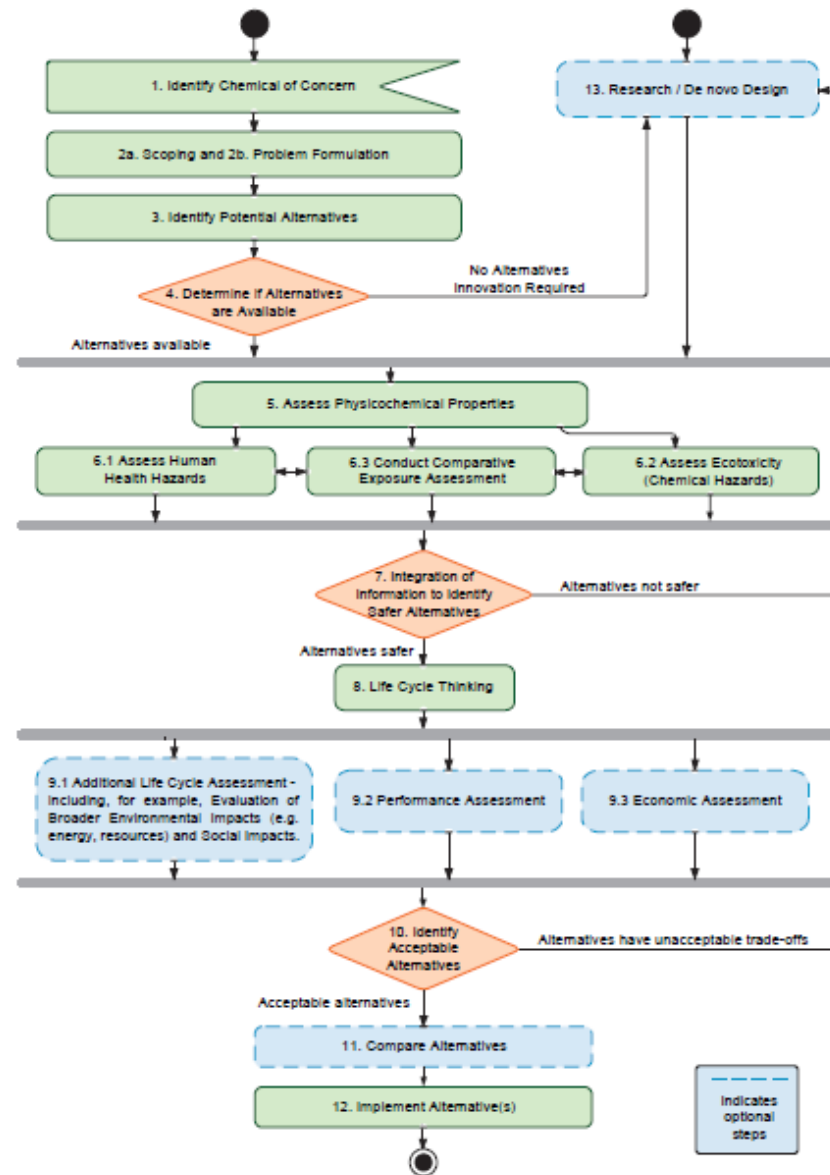 1. Identify Chemical of Concern
13. Research / De novo Design
2a. Scoping and 2b. Problem Formulation
3. Identify Potential Alternatives
4. Determine if Alternatives
are Available
No Alternatives
Innovation Required
Alternatives available
5. Assess Physicochemical Properties
6.1 Assess Human
Health Hazards
6.3 Conduct Comparative
Exposure Assessment
6.2 Assess Ecotoxicity
(Chemical Hazards)
7. Integration of
Information to Identify
Safer Alternatives
Alternatives not safer
Alternatives safer
8. Life Cycle Thinking
9.1 Additional Life Cycle Assessment -
including, for example, Evaluation of
Broader Environmental Impacts (e.g.
energy, resources) and Social Impacts.
9.2 Performance Assessment
9.3 Economic Assessment
10. Identify
Acceptable
Alternatives
Alternatives have unacceptable trade-offs
Acceptable alternatives
11. Compare Alternatives
12. Implement Alternative(s)
Indicates
optional
steps